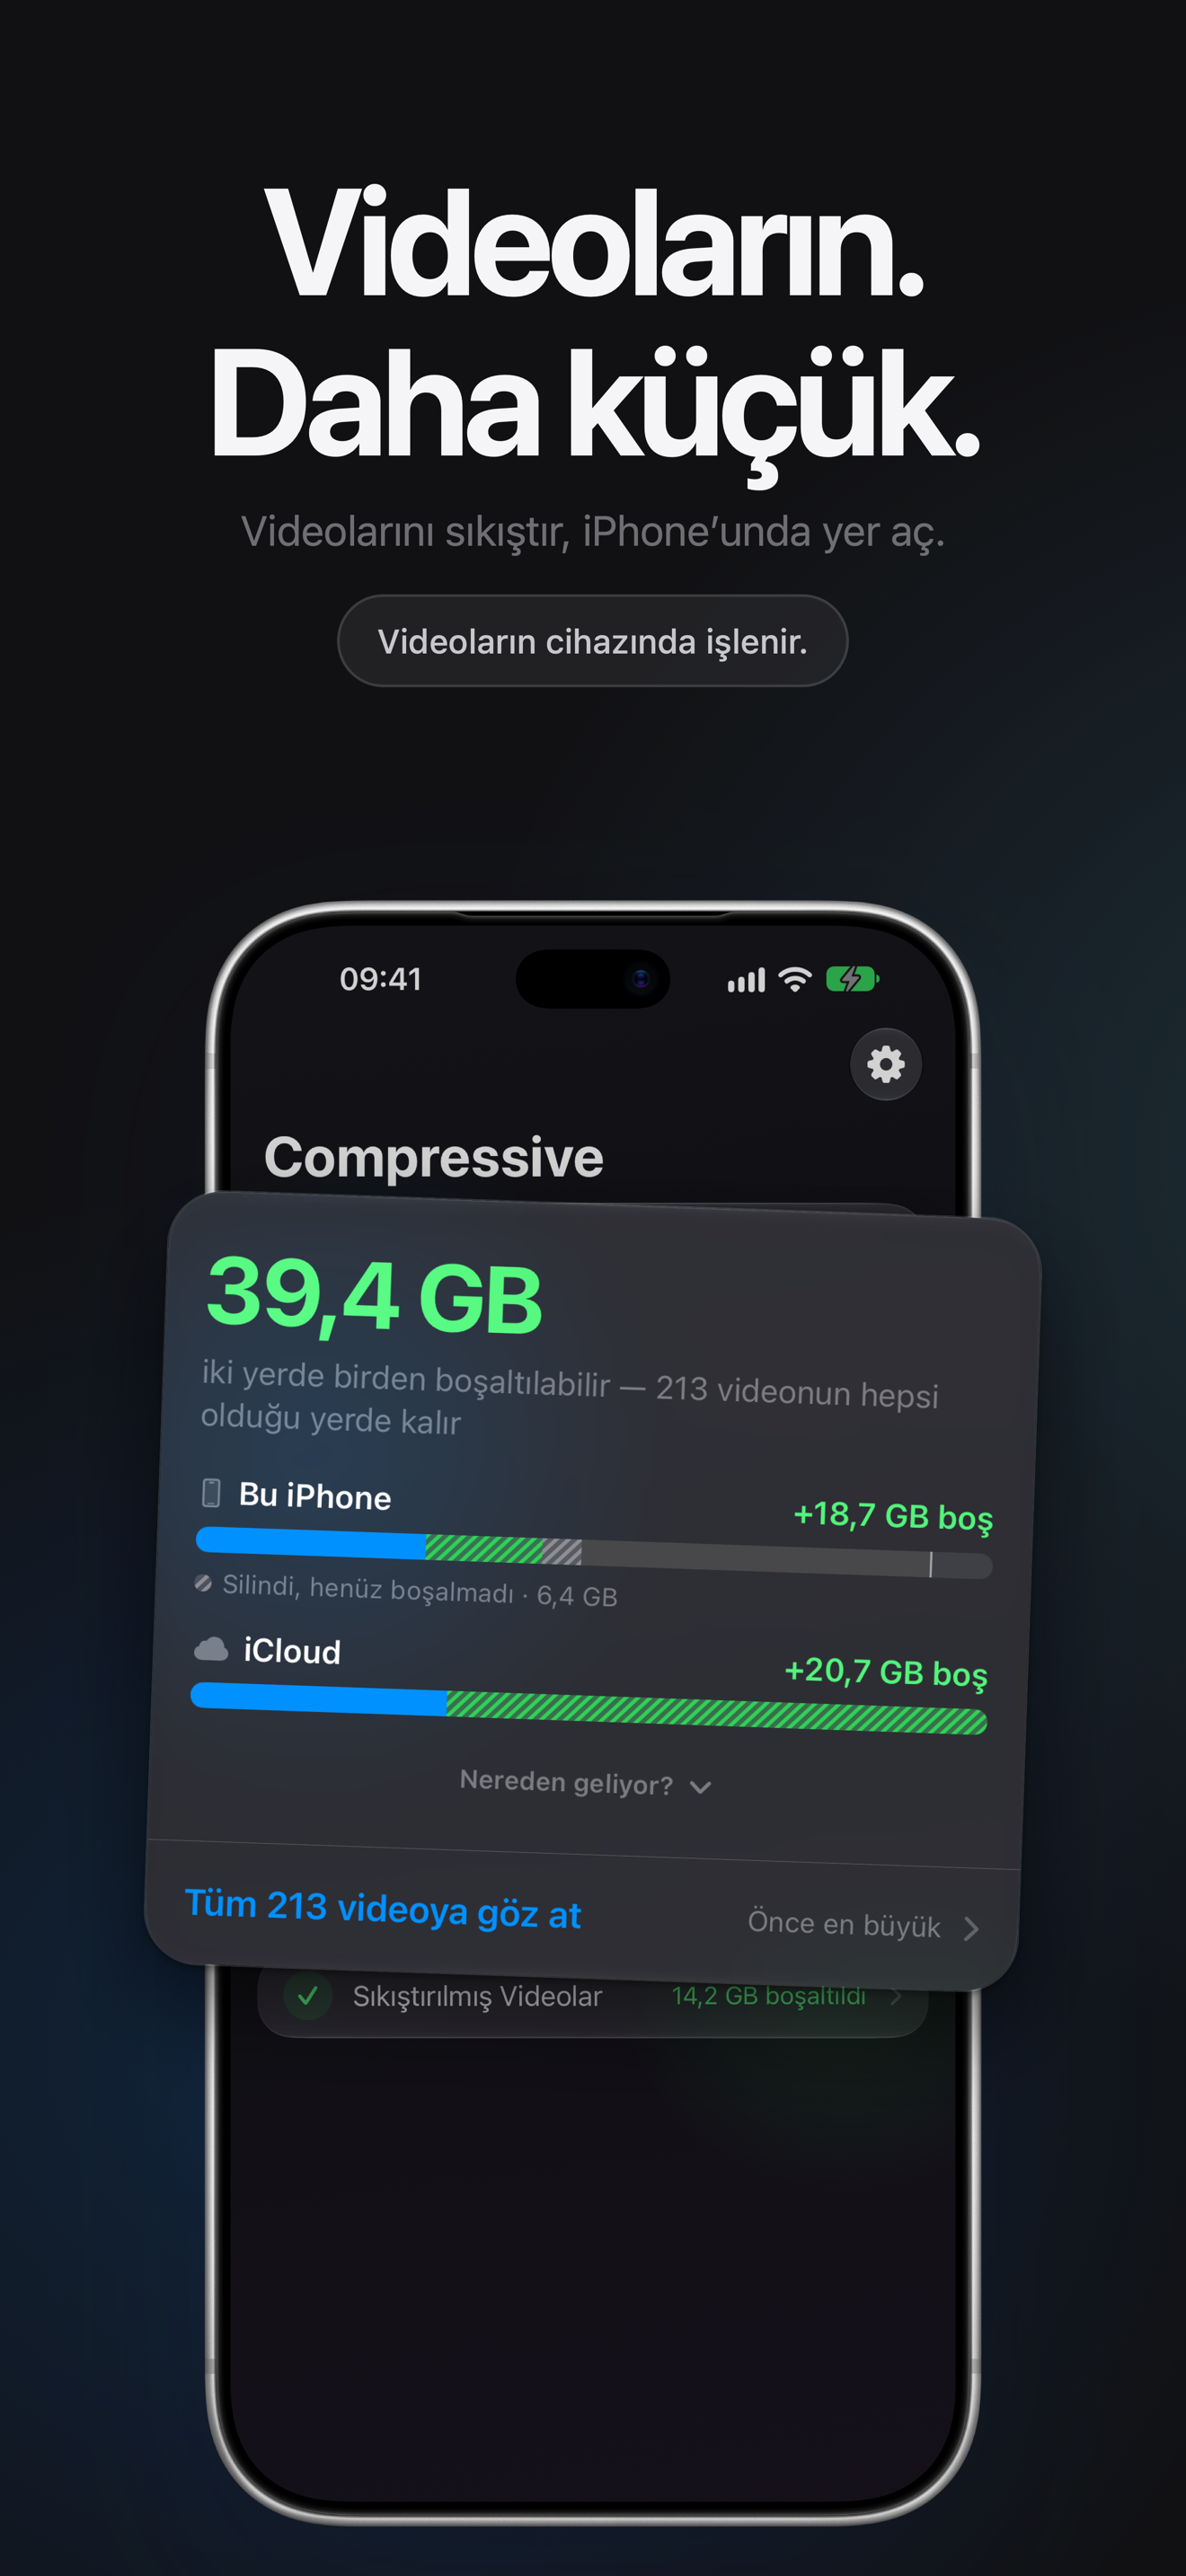 Videoların.
Daha küçük.
Videolarını sıkıştır, iPhone’unda yer aç.
Videoların cihazında işlenir.
09:41
Compressive
39,4 GB
iki yerde birden boşaltılabilir — 213 videonun hepsi
olduğu yerde kalır
Bu iPhone
+18,7 GB boş
Silindi, henüz boşalmadı · 6,4 GB
iCloud
+20,7 GB boş
Nereden geliyor?
Tüm 213 videoya göz at
Önce en büyük
Sıkıştırılmış Videolar
14,2 GB boşaltıldı